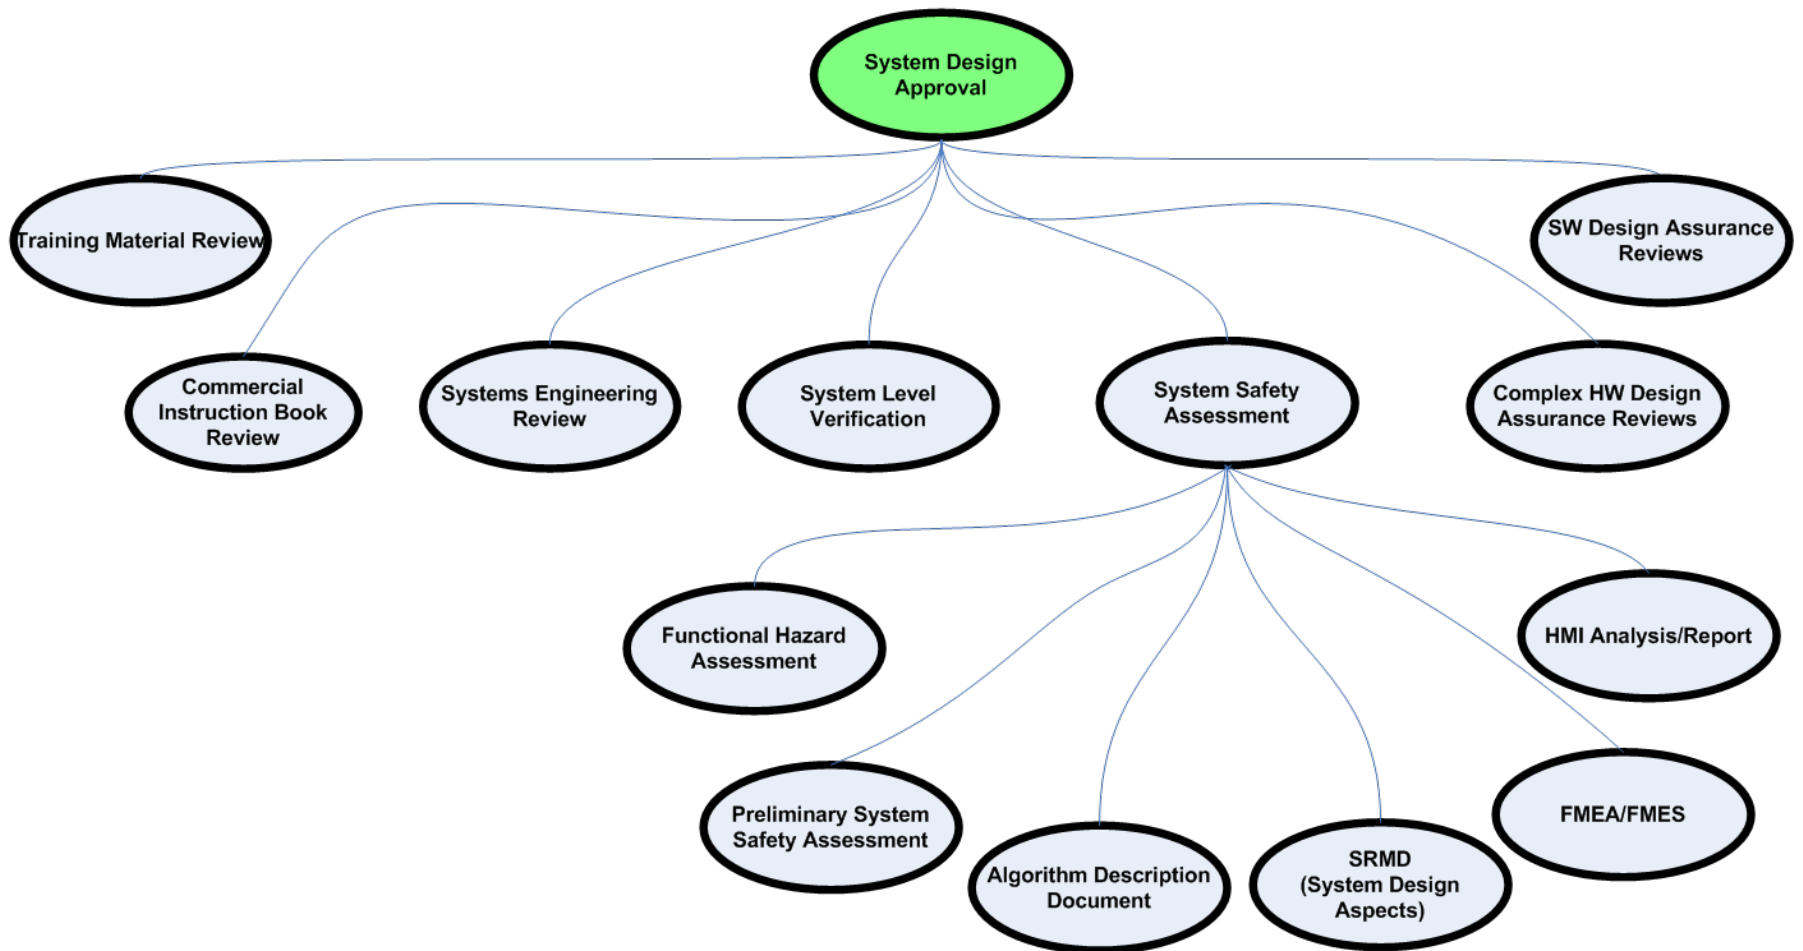 System Design
Approval
Training Material Review
SW Design Assurance
Reviews
Commercial
Instruction Book
Review
Systems Engineering
Review
System Level
Verification
System Safety
Assessment
Complex HW Design
Assurance Reviews
Functional Hazard
Assessment
HMI Analysis/Report
Preliminary System
Safety Assessment
Algorithm Description
Document
SRMD
(System Design
Aspects)
FMEA/FMES